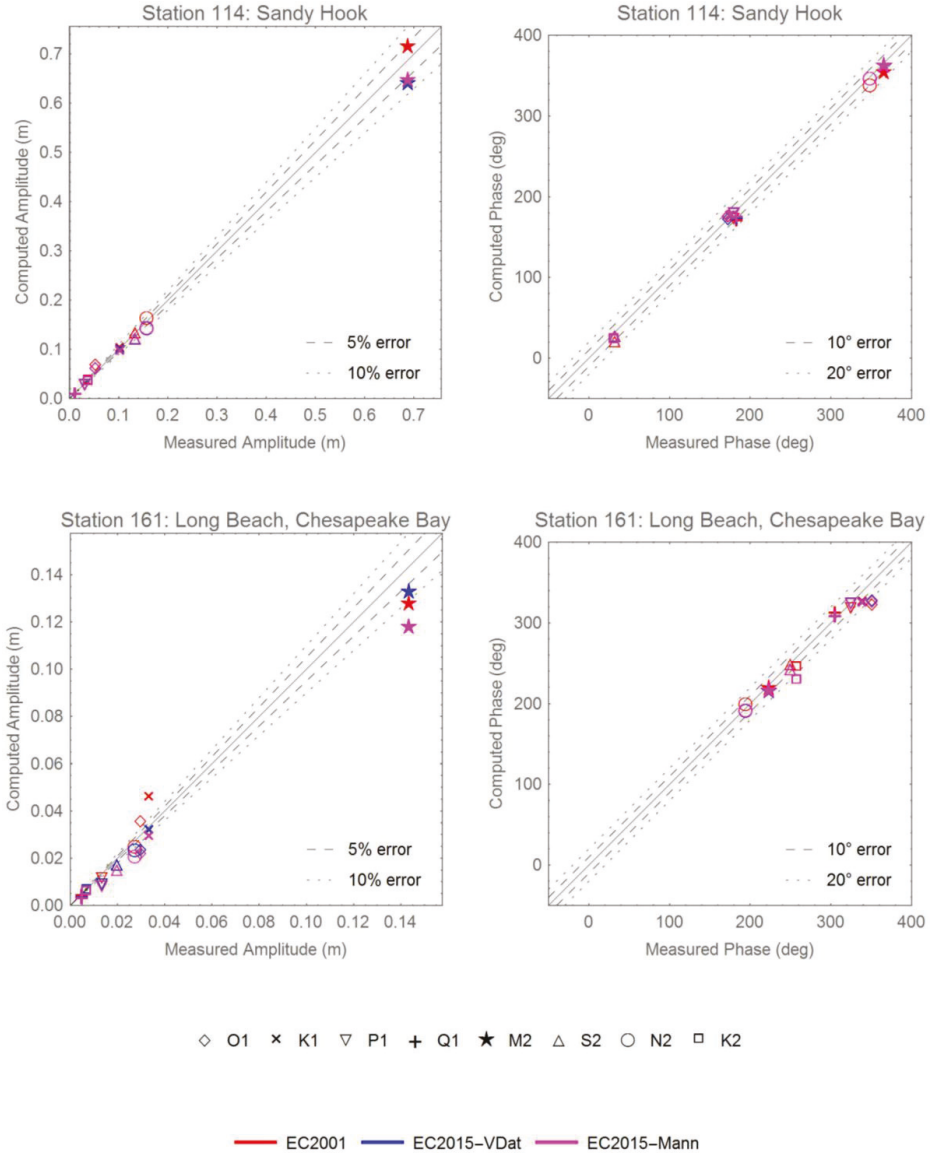 Station 114: Sandy Hook
Computed Amplitude (m)
0.7
0.6
0.5
0.4
0.3
0.2
0.1
0.0
5% error
10% error
0.0 0.1 0.2 0.3 0.4 0.5 0.6 0.7
Measured Amplitude (m)
Station 114: Sandy Hook
Computed Phase (deg)
400
300
200
100
0
10° error
20° error
0 100 200 300 400
Measured Phase (deg)
Station 161: Long Beach, Chesapeake Bay
Computed Amplitude (m)
0.14
0.12
0.10
0.08
0.06
0.04
0.02
0.00
5% error
10% error
0.00 0.02 0.04 0.06 0.08 0.10 0.12 0.14
Measured Amplitude (m)
Station 161: Long Beach, Chesapeake Bay
Computed Phase (deg)
400
300
200
100
0
10° error
20° error
0 100 200 300 400
Measured Phase (deg)
O1 K1 P1 Q1 M2 S2 N2 K2
EC2001 EC2015-VDat EC2015-Mann